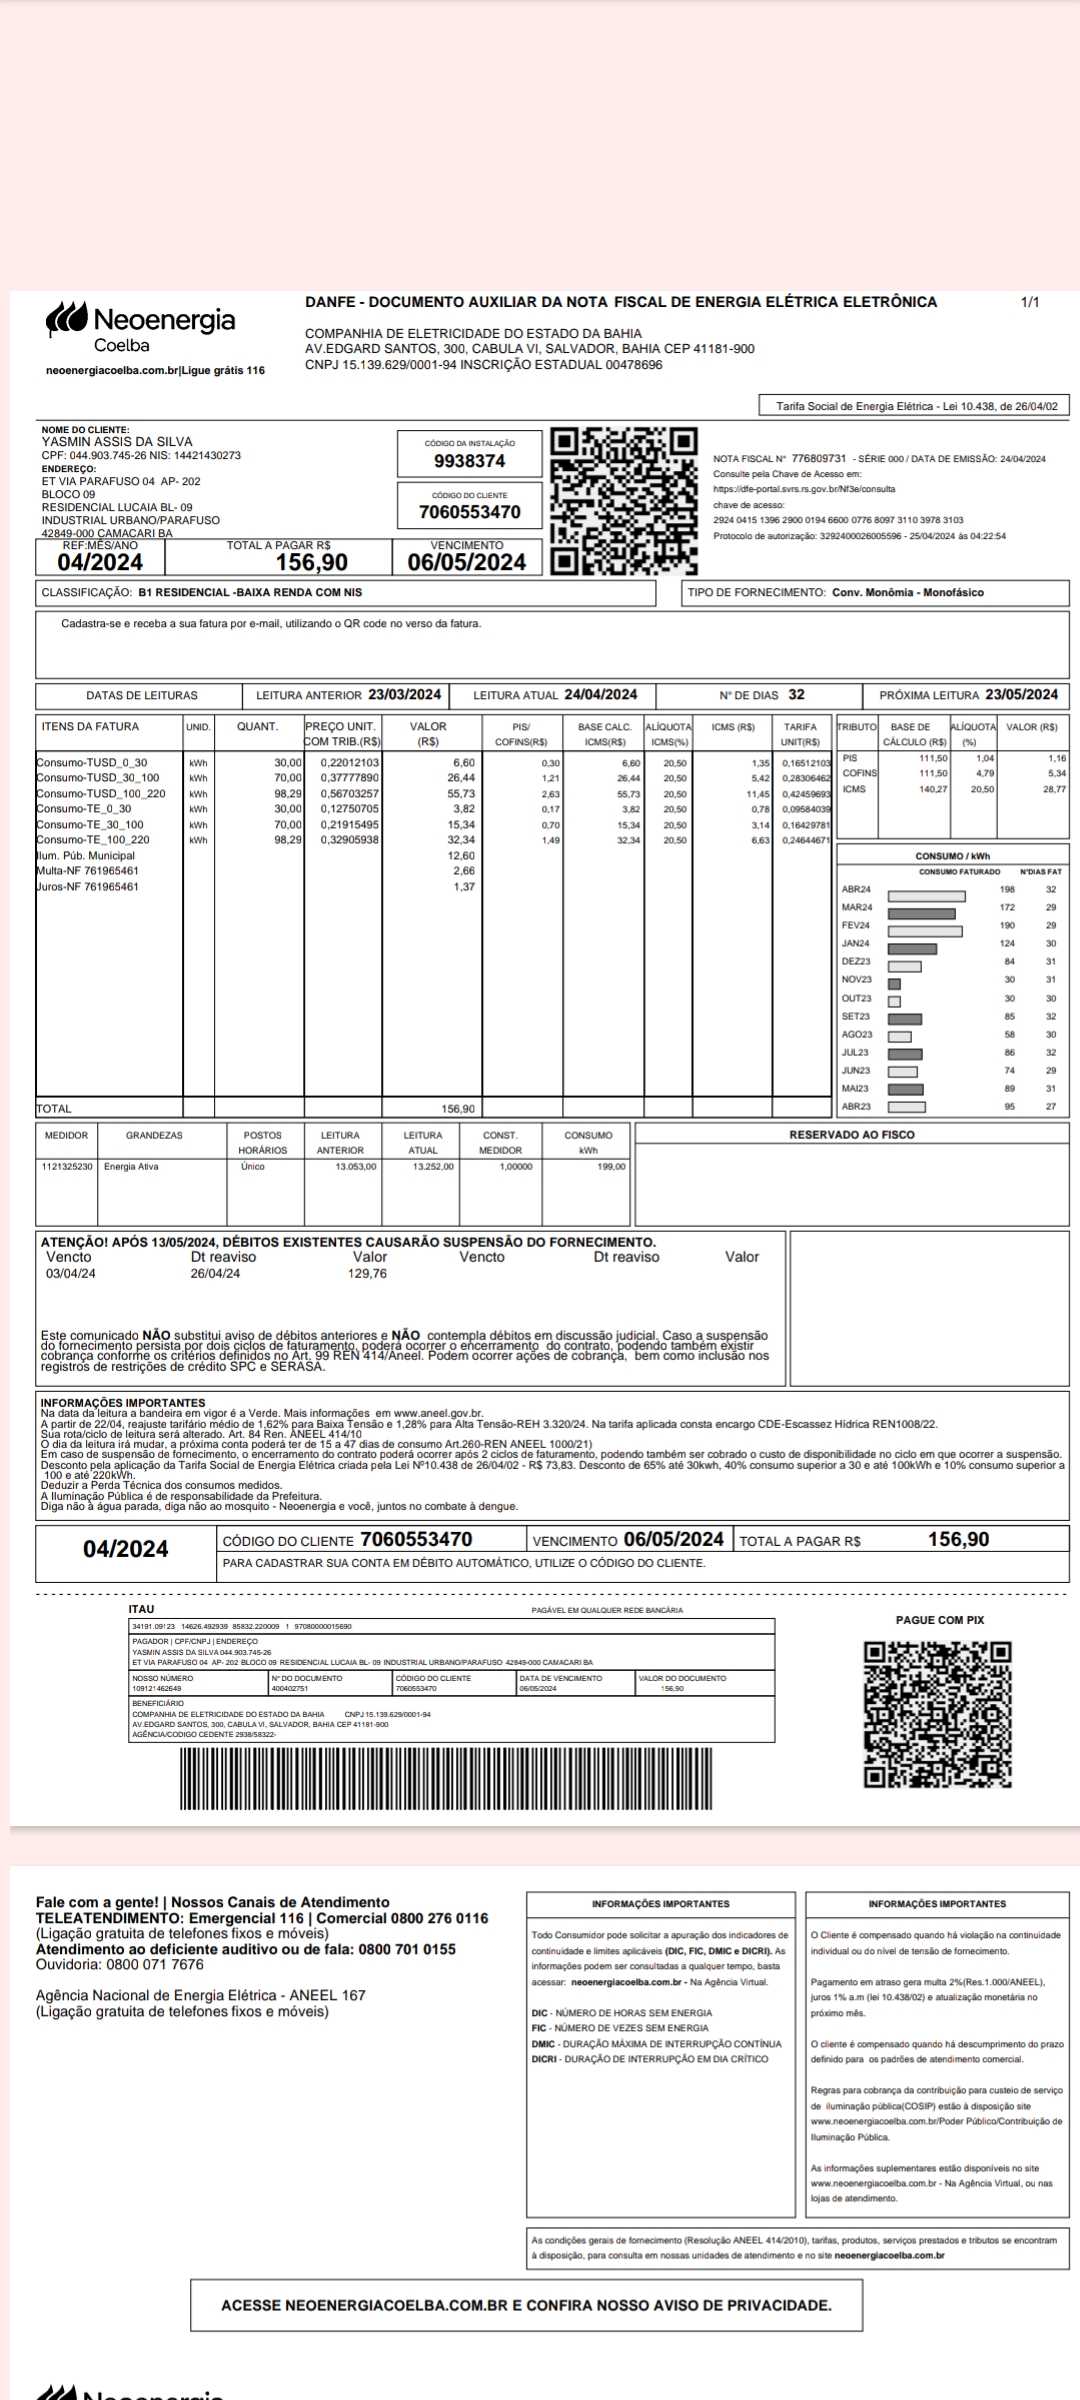 Neoenergia
Coelba
neoenergiacoelba.com.br|Ligue grátis 116
DANFE - DOCUMENTO AUXILIAR DA NOTA FISCAL DE ENERGIA ELÉTRICA ELETRÔNICA 1/1
COMPANHIA DE ELETRICIDADE DO ESTADO DA BAHIA
AV.EDGARD SANTOS, 300, CABULA VI, SALVADOR, BAHIA CEP 41181-900
CNPJ 15.139.629/0001-94 INSCRIÇÃO ESTADUAL 00478696
Tarifa Social de Energia Elétrica - Lei 10.438, de 26/04/02
NOME DO CLIENTE:
YASMIN ASSIS DA SILVA
CPF: 044.903.745-26 NIS: 14421430273
ENDEREÇO:
ET VIA PARAFUSO 04 AP- 202
BLOCO 09
RESIDENCIAL LUCAIA BL- 09
INDUSTRIAL URBANO/PARAFUSO
42849-000 CAMACARI BA
CÓDIGO DA INSTALAÇÃO
9938374
CÓDIGO DO CLIENTE
7060553470
NOTA FISCAL N° 776809731 - SÉRIE 000 / DATA DE EMISSÃO: 24/04/2024
Consulte pela Chave de Acesso em:
https://dfe-portal.svrs.rs.gov.br/Nf3e/consulta
chave de acesso:
2924 0415 1396 2900 0194 6600 0776 8097 3110 3978 3103
Protocolo de autorização: 3292400026005596 - 25/04/2024 às 04:22:54
REF:MÊS/ANO TOTAL A PAGAR R$ VENCIMENTO
04/2024 156,90 06/05/2024
CLASSIFICAÇÃO: B1 RESIDENCIAL -BAIXA RENDA COM NIS
TIPO DE FORNECIMENTO: Conv. Monômia - Monofásico
Cadastra-se e receba a sua fatura por e-mail, utilizando o QR code no verso da fatura.
DATAS DE LEITURAS LEITURA ANTERIOR 23/03/2024 LEITURA ATUAL 24/04/2024 N° DE DIAS 32 PRÓXIMA LEITURA 23/05/2024
ITENS DA FATURA UNID. QUANT. PREÇO UNIT. COM TRIB.(R$) VALOR (R$) PIS/ COFINS(R$) BASE CALC. ICMS(R$) ALÍQUOTA ICMS(%) ICMS (R$) TARIFA UNIT(R$)
Consumo-TUSD_0_30 kWh 30,00 0,22012103 6,60 0,30 6,60 20,50 1,35 0,16512103
Consumo-TUSD_30_100 kWh 70,00 0,37777890 26,44 1,21 26,44 20,50 5,42 0,28306462
Consumo-TUSD_100_220 kWh 98,29 0,56703257 55,73 2,63 55,73 20,50 11,45 0,42459693
Consumo-TE_0_30 kWh 30,00 0,12750705 3,82 0,17 3,82 20,50 0,78 0,09584039
Consumo-TE_30_100 kWh 70,00 0,21915495 15,34 0,70 15,34 20,50 3,14 0,16429781
Consumo-TE_100_220 kWh 98,29 0,32905938 32,34 1,49 32,34 20,50 6,63 0,24644671
Ilum. Púb. Municipal 12,60
Multa-NF 761965461 2,66
Juros-NF 761965461 1,37
TOTAL 156,90
TRIBUTO BASE DE CÁLCULO (R$) ALÍQUOTA (%) VALOR (R$)
PIS 111,50 1,04 1,16
COFINS 111,50 4,79 5,34
ICMS 140,27 20,50 28,77
CONSUMO / kWh
CONSUMO FATURADO N°DIAS FAT
ABR24 198 32
MAR24 172 29
FEV24 190 29
JAN24 124 30
DEZ23 84 31
NOV23 30 31
OUT23 30 30
SET23 85 32
AGO23 58 30
JUL23 86 32
JUN23 74 29
MAI23 89 31
ABR23 95 27
MEDIDOR GRANDEZAS POSTOS HORÁRIOS LEITURA ANTERIOR LEITURA ATUAL CONST. MEDIDOR CONSUMO kWh
1121325230 Energia Ativa Único 13.053,00 13.252,00 1,00000 199,00
RESERVADO AO FISCO
ATENÇÃO! APÓS 13/05/2024, DÉBITOS EXISTENTES CAUSARÃO SUSPENSÃO DO FORNECIMENTO.
Vencto Dt reaviso Valor Vencto Dt reaviso Valor
03/04/24 26/04/24 129,76
Este comunicado NÃO substitui aviso de débitos anteriores e NÃO contempla débitos em discussão judicial. Caso a suspensão
do fornecimento persista por dois ciclos de faturamento, poderá ocorrer o encerramento do contrato, podendo também existir
cobrança conforme os critérios definidos no Art. 99 REN 414/Aneel. Podem ocorrer ações de cobrança, bem como inclusão nos
registros de restrições de crédito SPC e SERASA.
INFORMAÇÕES IMPORTANTES
Na data da leitura a bandeira em vigor é a Verde. Mais informações em www.aneel.gov.br.
A partir de 22/04, reajuste tarifário médio de 1,62% para Baixa Tensão e 1,28% para Alta Tensão-REH 3.320/24. Na tarifa aplicada consta encargo CDE-Escassez Hídrica REN1008/22.
Sua rota/ciclo de leitura será alterado. Art. 84 Ren. ANEEL 414/10
O dia da leitura irá mudar, a próxima conta poderá ter de 15 a 47 dias de consumo Art.260-REN ANEEL 1000/21)
Em caso de suspensão de fornecimento, o encerramento do contrato poderá ocorrer após 2 ciclos de faturamento, podendo também ser cobrado o custo de disponibilidade no ciclo em que ocorrer a suspensão.
Desconto pela aplicação da Tarifa Social de Energia Elétrica criada pela Lei Nº10.438 de 26/04/02 - R$ 73,83. Desconto de 65% até 30kwh, 40% consumo superior a 30 e até 100kWh e 10% consumo superior a
100 e até 220kWh.
Deduzir a Perda Técnica dos consumos medidos.
A Iluminação Pública é de responsabilidade da Prefeitura.
Diga não à água parada, diga não ao mosquito - Neoenergia e você, juntos no combate à dengue.
04/2024 CÓDIGO DO CLIENTE 7060553470 VENCIMENTO 06/05/2024 TOTAL A PAGAR R$ 156,90
PARA CADASTRAR SUA CONTA EM DÉBITO AUTOMÁTICO, UTILIZE O CÓDIGO DO CLIENTE.
ITAU PAGÁVEL EM QUALQUER REDE BANCÁRIA
34191.09123 14626.492939 85832.220009 1 97080000015690
PAGADOR | CPF/CNPJ | ENDEREÇO
YASMIN ASSIS DA SILVA 044.903.745-26
ET VIA PARAFUSO 04 AP- 202 BLOCO 09 RESIDENCIAL LUCAIA BL- 09 INDUSTRIAL URBANO/PARAFUSO 42849-000 CAMACARI BA
NOSSO NÚMERO N° DO DOCUMENTO CÓDIGO DO CLIENTE DATA DE VENCIMENTO VALOR DO DOCUMENTO
109121462649 400402751 7060553470 06/05/2024 156,90
BENEFICIÁRIO
COMPANHIA DE ELETRICIDADE DO ESTADO DA BAHIA CNPJ 15.139.629/0001-94
AV.EDGARD SANTOS, 300, CABULA VI, SALVADOR, BAHIA CEP 41181-900
AGÊNCIA/CODIGO CEDENTE 2938/58322-
PAGUE COM PIX
Fale com a gente! | Nossos Canais de Atendimento
TELEATENDIMENTO: Emergencial 116 | Comercial 0800 276 0116
(Ligação gratuita de telefones fixos e móveis)
Atendimento ao deficiente auditivo ou de fala: 0800 701 0155
Ouvidoria: 0800 071 7676
Agência Nacional de Energia Elétrica - ANEEL 167
(Ligação gratuita de telefones fixos e móveis)
INFORMAÇÕES IMPORTANTES
Todo Consumidor pode solicitar a apuração dos indicadores de
continuidade e limites aplicáveis (DIC, FIC, DMIC e DICRI). As
informações podem ser consultadas a qualquer tempo, basta
acessar: neoenergiacoelba.com.br - Na Agência Virtual.
DIC - NÚMERO DE HORAS SEM ENERGIA
FIC - NÚMERO DE VEZES SEM ENERGIA
DMIC - DURAÇÃO MÁXIMA DE INTERRUPÇÃO CONTÍNUA
DICRI - DURAÇÃO DE INTERRUPÇÃO EM DIA CRÍTICO
INFORMAÇÕES IMPORTANTES
O Cliente é compensado quando há violação na continuidade
individual ou do nível de tensão de fornecimento.
Pagamento em atraso gera multa 2%(Res.1.000/ANEEL),
juros 1% a.m (lei 10.438/02) e atualização monetária no
próximo mês.
O cliente é compensado quando há descumprimento do prazo
definido para os padrões de atendimento comercial.
Regras para cobrança da contribuição para custeio de serviço
de iluminação pública(COSIP) estão à disposição site
www.neoenergiacoelba.com.br/Poder Público/Contribuição de
Iluminação Pública.
As informações suplementares estão disponíveis no site
www.neoenergiacoelba.com.br - Na Agência Virtual, ou nas
lojas de atendimento.
As condições gerais de fornecimento (Resolução ANEEL 414/2010), tarifas, produtos, serviços prestados e tributos se encontram
à disposição, para consulta em nossas unidades de atendimento e no site neoenergiacoelba.com.br
ACESSE NEOENERGIACOELBA.COM.BR E CONFIRA NOSSO AVISO DE PRIVACIDADE.
Neoenergia